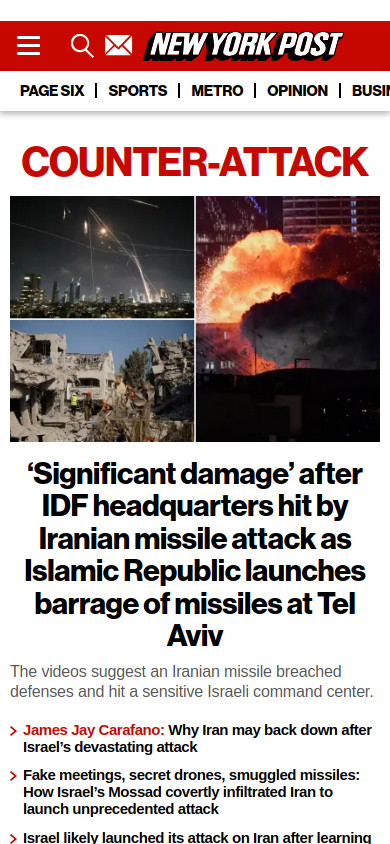 NEW YORK POST
PAGE SIX
SPORTS
METRO
OPINION
BUSIN
COUNTER-ATTACK
‘Significant damage’ after
IDF headquarters hit by
Iranian missile attack as
Islamic Republic launches
barrage of missiles at Tel
Aviv
The videos suggest an Iranian missile breached
defenses and hit a sensitive Israeli command center.
James Jay Carafano: Why Iran may back down after
Israel’s devastating attack
Fake meetings, secret drones, smuggled missiles:
How Israel’s Mossad covertly infiltrated Iran to
launch unprecedented attack
Israel likely launched its attack on Iran after learning